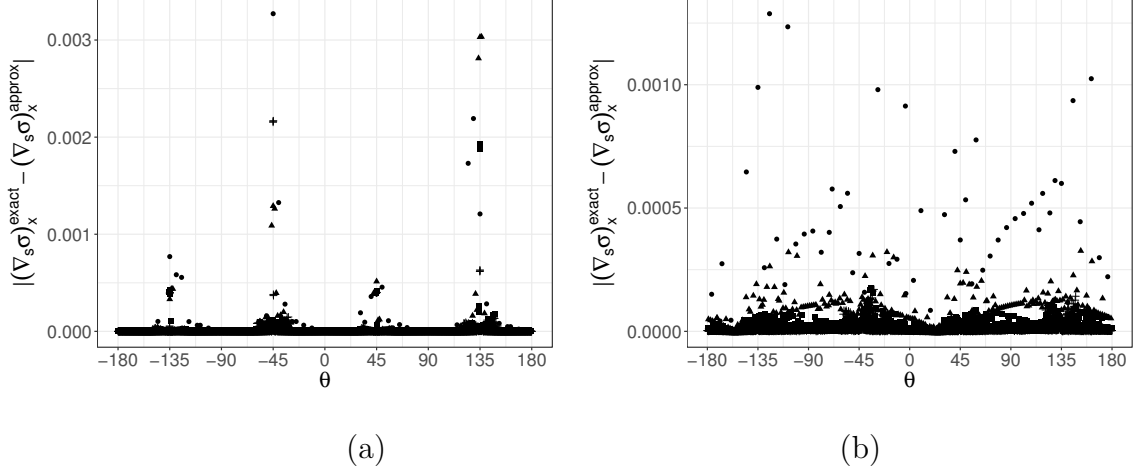 |(∇sσ)x^exact − (∇sσ)x^approx|
0.003
0.002
0.001
0.000
−180 −135 −90 −45 0 45 90 135 180
θ
(a)
|(∇sσ)x^exact − (∇sσ)x^approx|
0.0010
0.0005
0.0000
−180 −135 −90 −45 0 45 90 135 180
θ
(b)